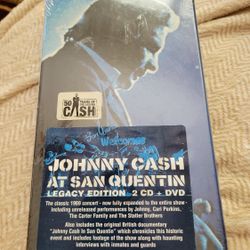 50 YEARS OF
CASH
Welcome
JOHNNY CASH
AT SAN QUENTIN
LEGACY EDITION - 2 CD + DVD
The classic 1969 concert - now fully expanded to the entire show-
including unreleased performances by Johnny, Carl Perkins,
The Carter Family and The Statler Brothers
Also includes the original British documentary
"Johnny Cash in San Quentin" which chronicles this historic
event and includes footage of the show along with haunting
interviews with inmates and guards